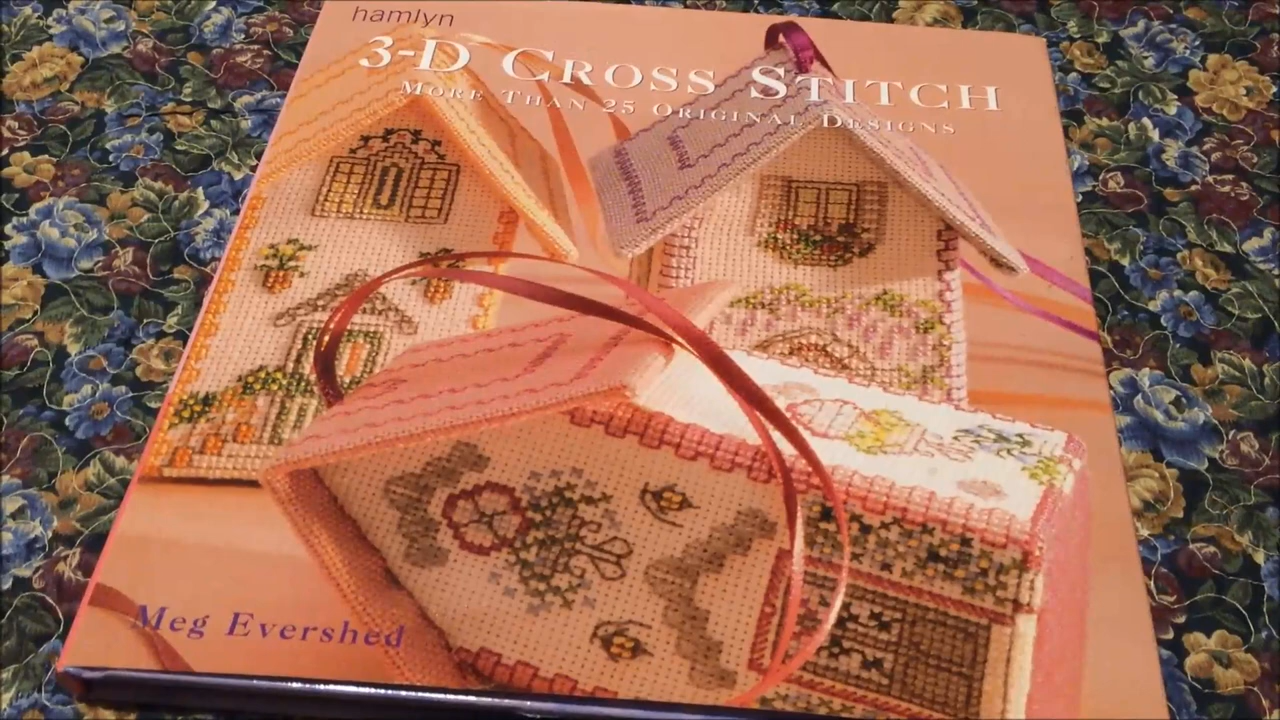 hamlyn
3-D CROSS STITCH
MORE THAN 25 ORIGINAL DESIGNS
Meg Evershed